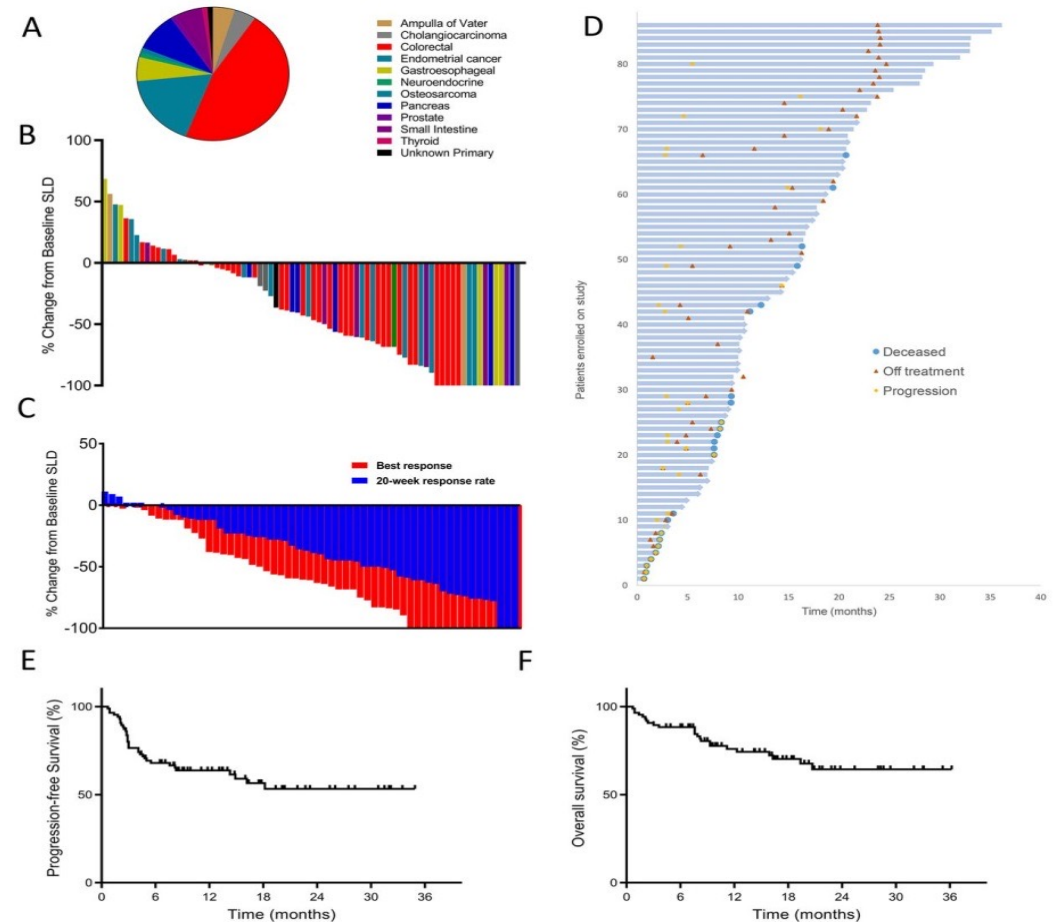 A
Ampulla of Vater
Cholangiocarcinoma
Colorectal
Endometrial cancer
Gastroesophageal
Neuroendocrine
Osteosarcoma
Pancreas
Prostate
Small Intestine
Thyroid
Unknown Primary
B
% Change from Baseline SLD
100
50
0
-50
-100
C
% Change from Baseline SLD
50
0
-50
-100
Best response
20-week response rate
D
Patients enrolled on study
80
70
60
50
40
30
20
10
0
Deceased
Off treatment
Progression
0 5 10 15 20 25 30 35 40
Time (months)
E
Progression-free Survival (%)
100
50
0
0 6 12 18 24 30 36
Time (months)
F
Overall survival (%)
100
50
0
0 6 12 18 24 30 36
Time (months)